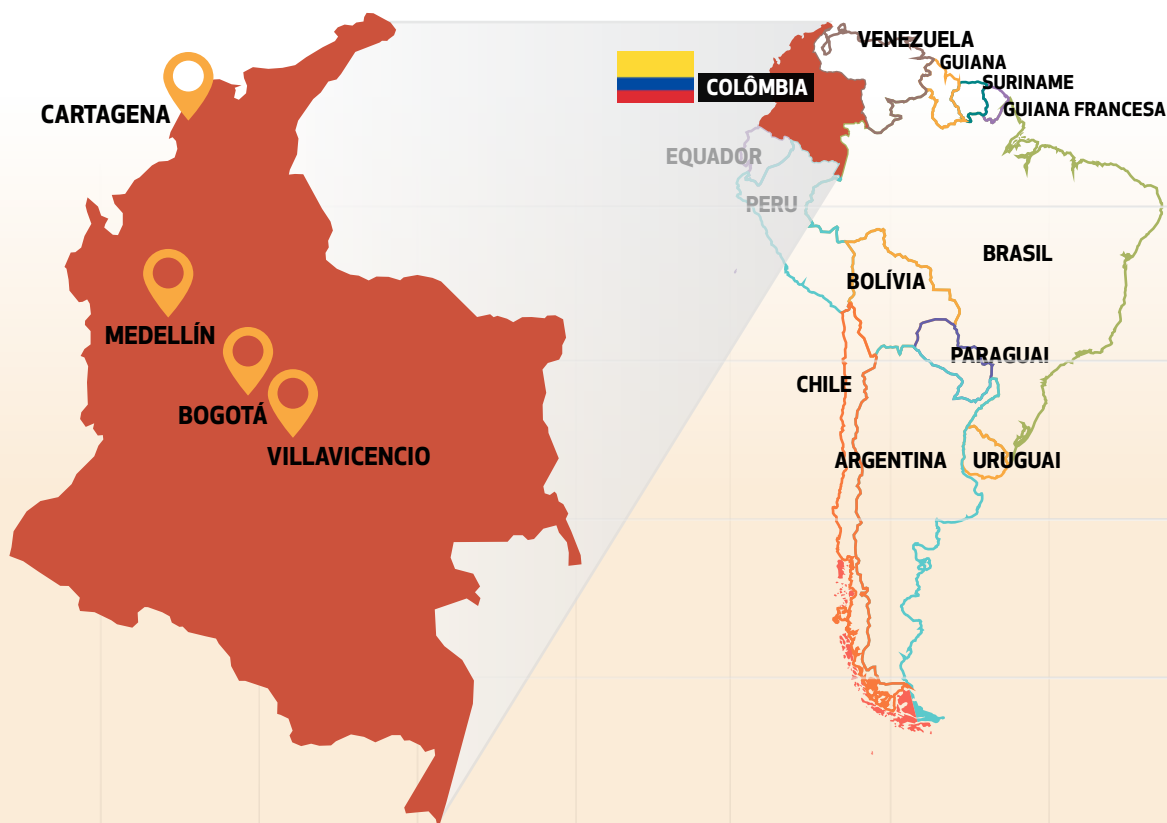 CARTAGENA
MEDELLÍN
BOGOTÁ
VILLAVICENCIO
COLÔMBIA
VENEZUELA
GUIANA
SURINAME
GUIANA FRANCESA
EQUADOR
PERU
BRASIL
BOLÍVIA
PARAGUAI
CHILE
ARGENTINA
URUGUAI